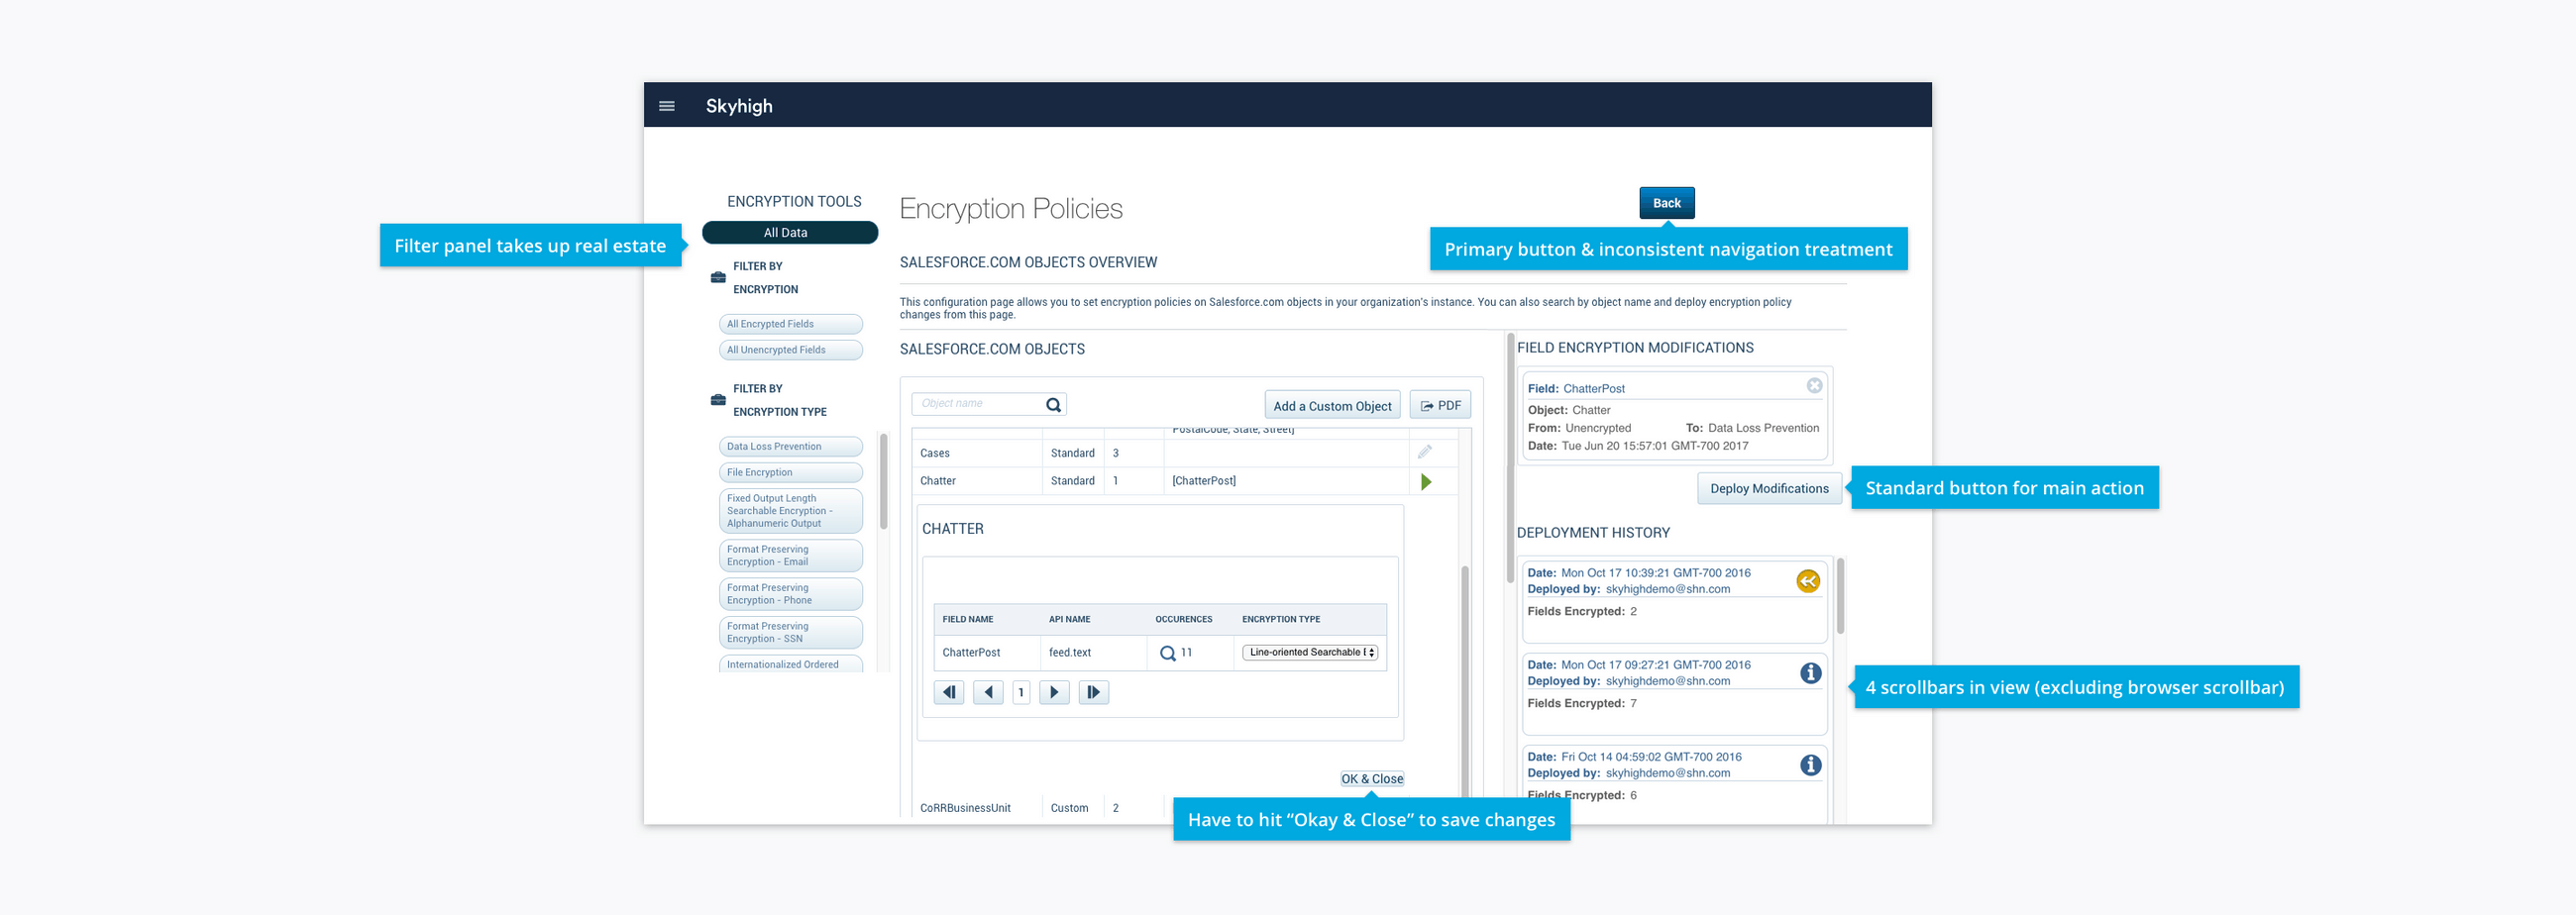 Skyhigh
ENCRYPTION TOOLS
All Data
Filter panel takes up real estate
FILTER BY
ENCRYPTION
All Encrypted Fields
All Unencrypted Fields
FILTER BY
ENCRYPTION TYPE
Data Loss Prevention
File Encryption
Fixed Output Length
Searchable Encryption -
Alphanumeric Output
Format Preserving
Encryption - Email
Format Preserving
Encryption - Phone
Format Preserving
Encryption - SSN
Internationalized Ordered
Encryption Policies
Back
Primary button & inconsistent navigation treatment
SALESFORCE.COM OBJECTS OVERVIEW
This configuration page allows you to set encryption policies on Salesforce.com objects in your organization's instance. You can also search by object name and deploy encryption policy
changes from this page.
SALESFORCE.COM OBJECTS
Object name
Add a Custom Object
PDF
PostalCode, State, Street]
Cases Standard 3
Chatter Standard 1 [ChatterPost]
CHATTER
FIELD NAME API NAME OCCURENCES ENCRYPTION TYPE
ChatterPost feed.text 11 Line-oriented Searchable E
1
OK & Close
CoRRBusinessUnit Custom 2
Have to hit “Okay & Close” to save changes
FIELD ENCRYPTION MODIFICATIONS
Field: ChatterPost
Object: Chatter
From: Unencrypted To: Data Loss Prevention
Date: Tue Jun 20 15:57:01 GMT-700 2017
Deploy Modifications
Standard button for main action
DEPLOYMENT HISTORY
Date: Mon Oct 17 10:39:21 GMT-700 2016
Deployed by: skyhighdemo@shn.com
Fields Encrypted: 2
Date: Mon Oct 17 09:27:21 GMT-700 2016
Deployed by: skyhighdemo@shn.com
Fields Encrypted: 7
4 scrollbars in view (excluding browser scrollbar)
Date: Fri Oct 14 04:59:02 GMT-700 2016
Deployed by: skyhighdemo@shn.com
Fields Encrypted: 6